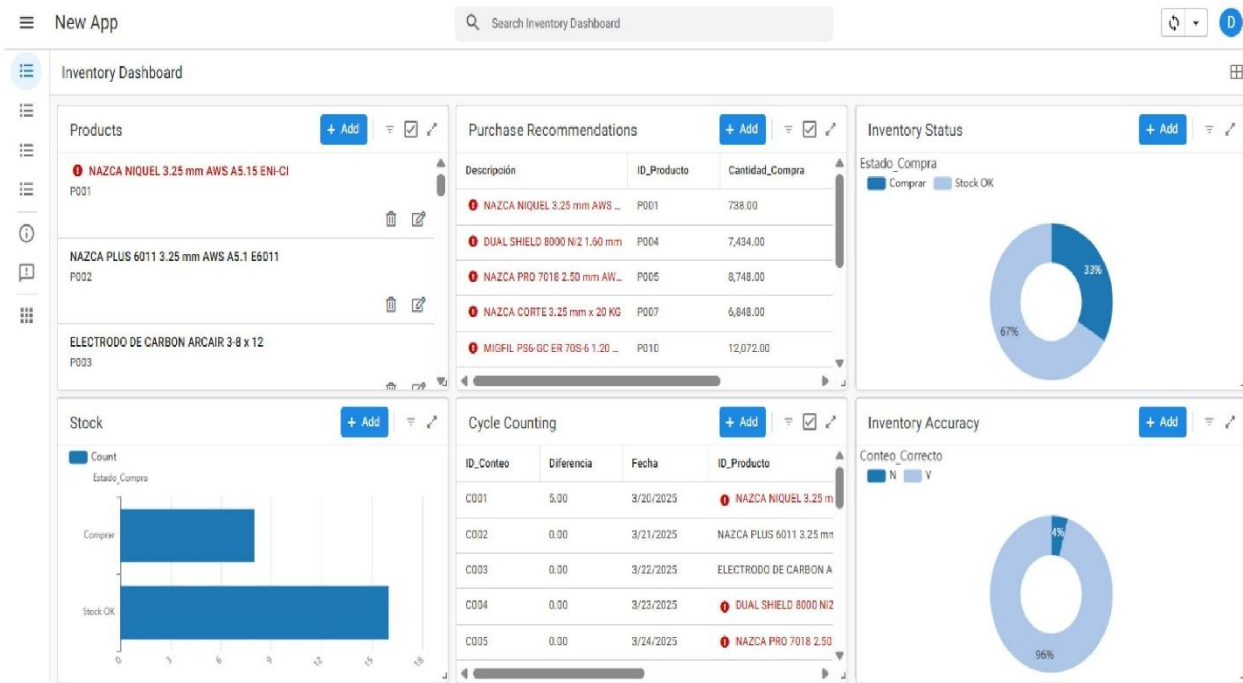 New App
Search Inventory Dashboard
D
Inventory Dashboard
Products
+ Add
NAZCA NIQUEL 3.25 mm AWS A5.15 ENi-CI
P001
NAZCA PLUS 6011 3.25 mm AWS A5.1 E6011
P002
ELECTRODO DE CARBON ARCAIR 3-8 x 12
P003
Purchase Recommendations
+ Add
Descripción ID_Producto Cantidad_Compra
NAZCA NIQUEL 3.25 mm AWS ... P001 738.00
DUAL SHIELD 8000 NI2 1.60 mm P004 7,434.00
NAZCA PRO 7018 2.50 mm AW... P005 8,748.00
NAZCA CORTE 3.25 mm x 20 KG P007 6,848.00
MIGFIL PS6-GC ER 70S-6 1.20 ... P010 12,072.00
Inventory Status
+ Add
Estado_Compra
Comprar Stock OK
33%
67%
Stock
+ Add
Count
Estado_Compra
Comprar
Stock OK
0 3 6 9 12 15 18
Cycle Counting
+ Add
ID_Conteo Diferencia Fecha ID_Producto
C001 5.00 3/20/2025 NAZCA NIQUEL 3.25 m
C002 0.00 3/21/2025 NAZCA PLUS 6011 3.25 mm
C003 0.00 3/22/2025 ELECTRODO DE CARBON A
C004 0.00 3/23/2025 DUAL SHIELD 8000 NI2
C005 0.00 3/24/2025 NAZCA PRO 7018 2.50
Inventory Accuracy
+ Add
Conteo_Correcto
N V
4%
96%